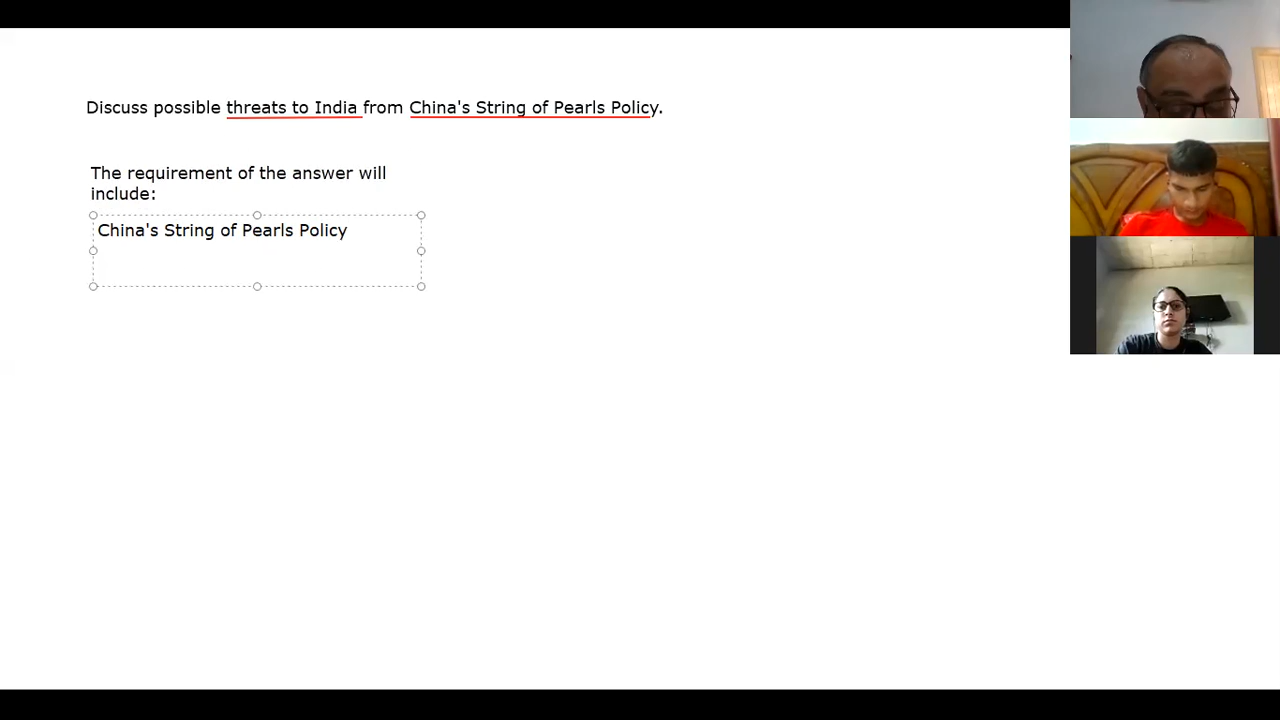 Discuss possible threats to India from China's String of Pearls Policy.
The requirement of the answer will
include:
China's String of Pearls Policy